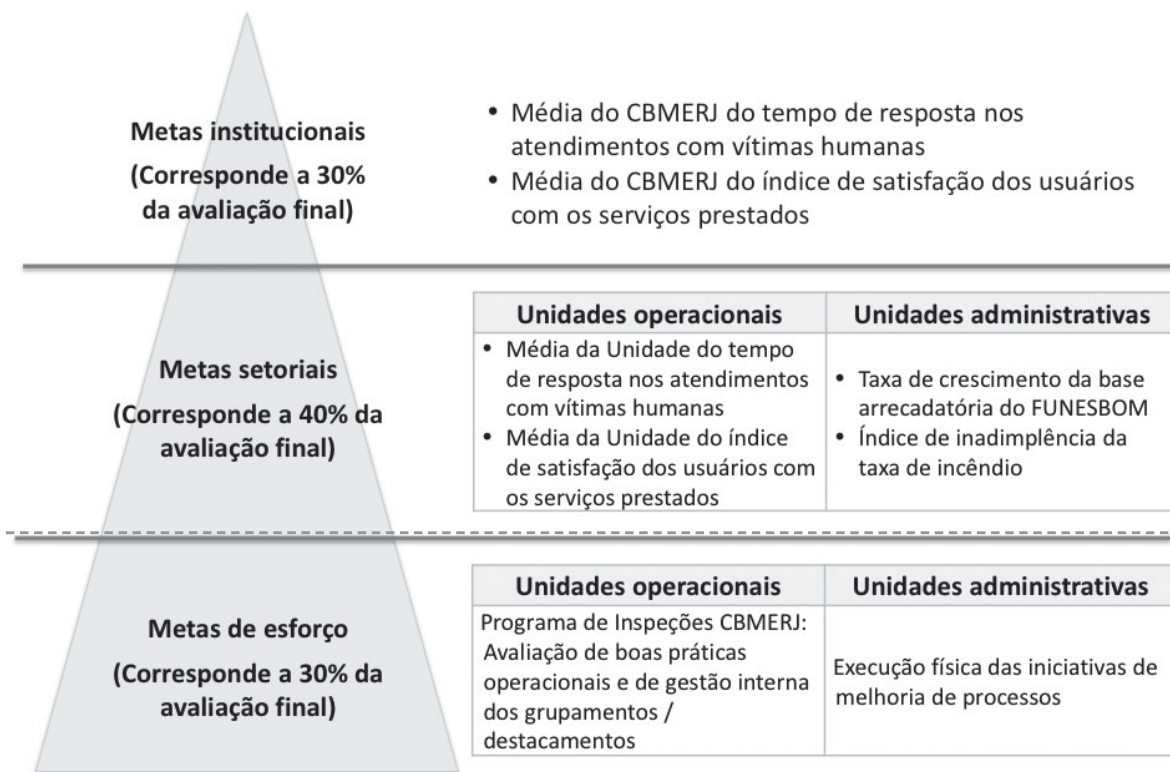 Metas institucionais
(Corresponde a 30%
da avaliação final)
• Média do CBMERJ do tempo de resposta nos
atendimentos com vítimas humanas
• Média do CBMERJ do índice de satisfação dos usuários
com os serviços prestados
Metas setoriais
(Corresponde a 40% da
avaliação final)
Unidades operacionais
• Média da Unidade do tempo
de resposta nos atendimentos
com vítimas humanas
• Média da Unidade do índice
de satisfação dos usuários com
os serviços prestados
Unidades administrativas
• Taxa de crescimento da base
arrecadatória do FUNESBOM
• Índice de inadimplência da
taxa de incêndio
Metas de esforço
(Corresponde a 30% da
avaliação final)
Unidades operacionais
Programa de Inspeções CBMERJ:
Avaliação de boas práticas
operacionais e de gestão interna
dos grupamentos /
destacamentos
Unidades administrativas
Execução física das iniciativas de
melhoria de processos